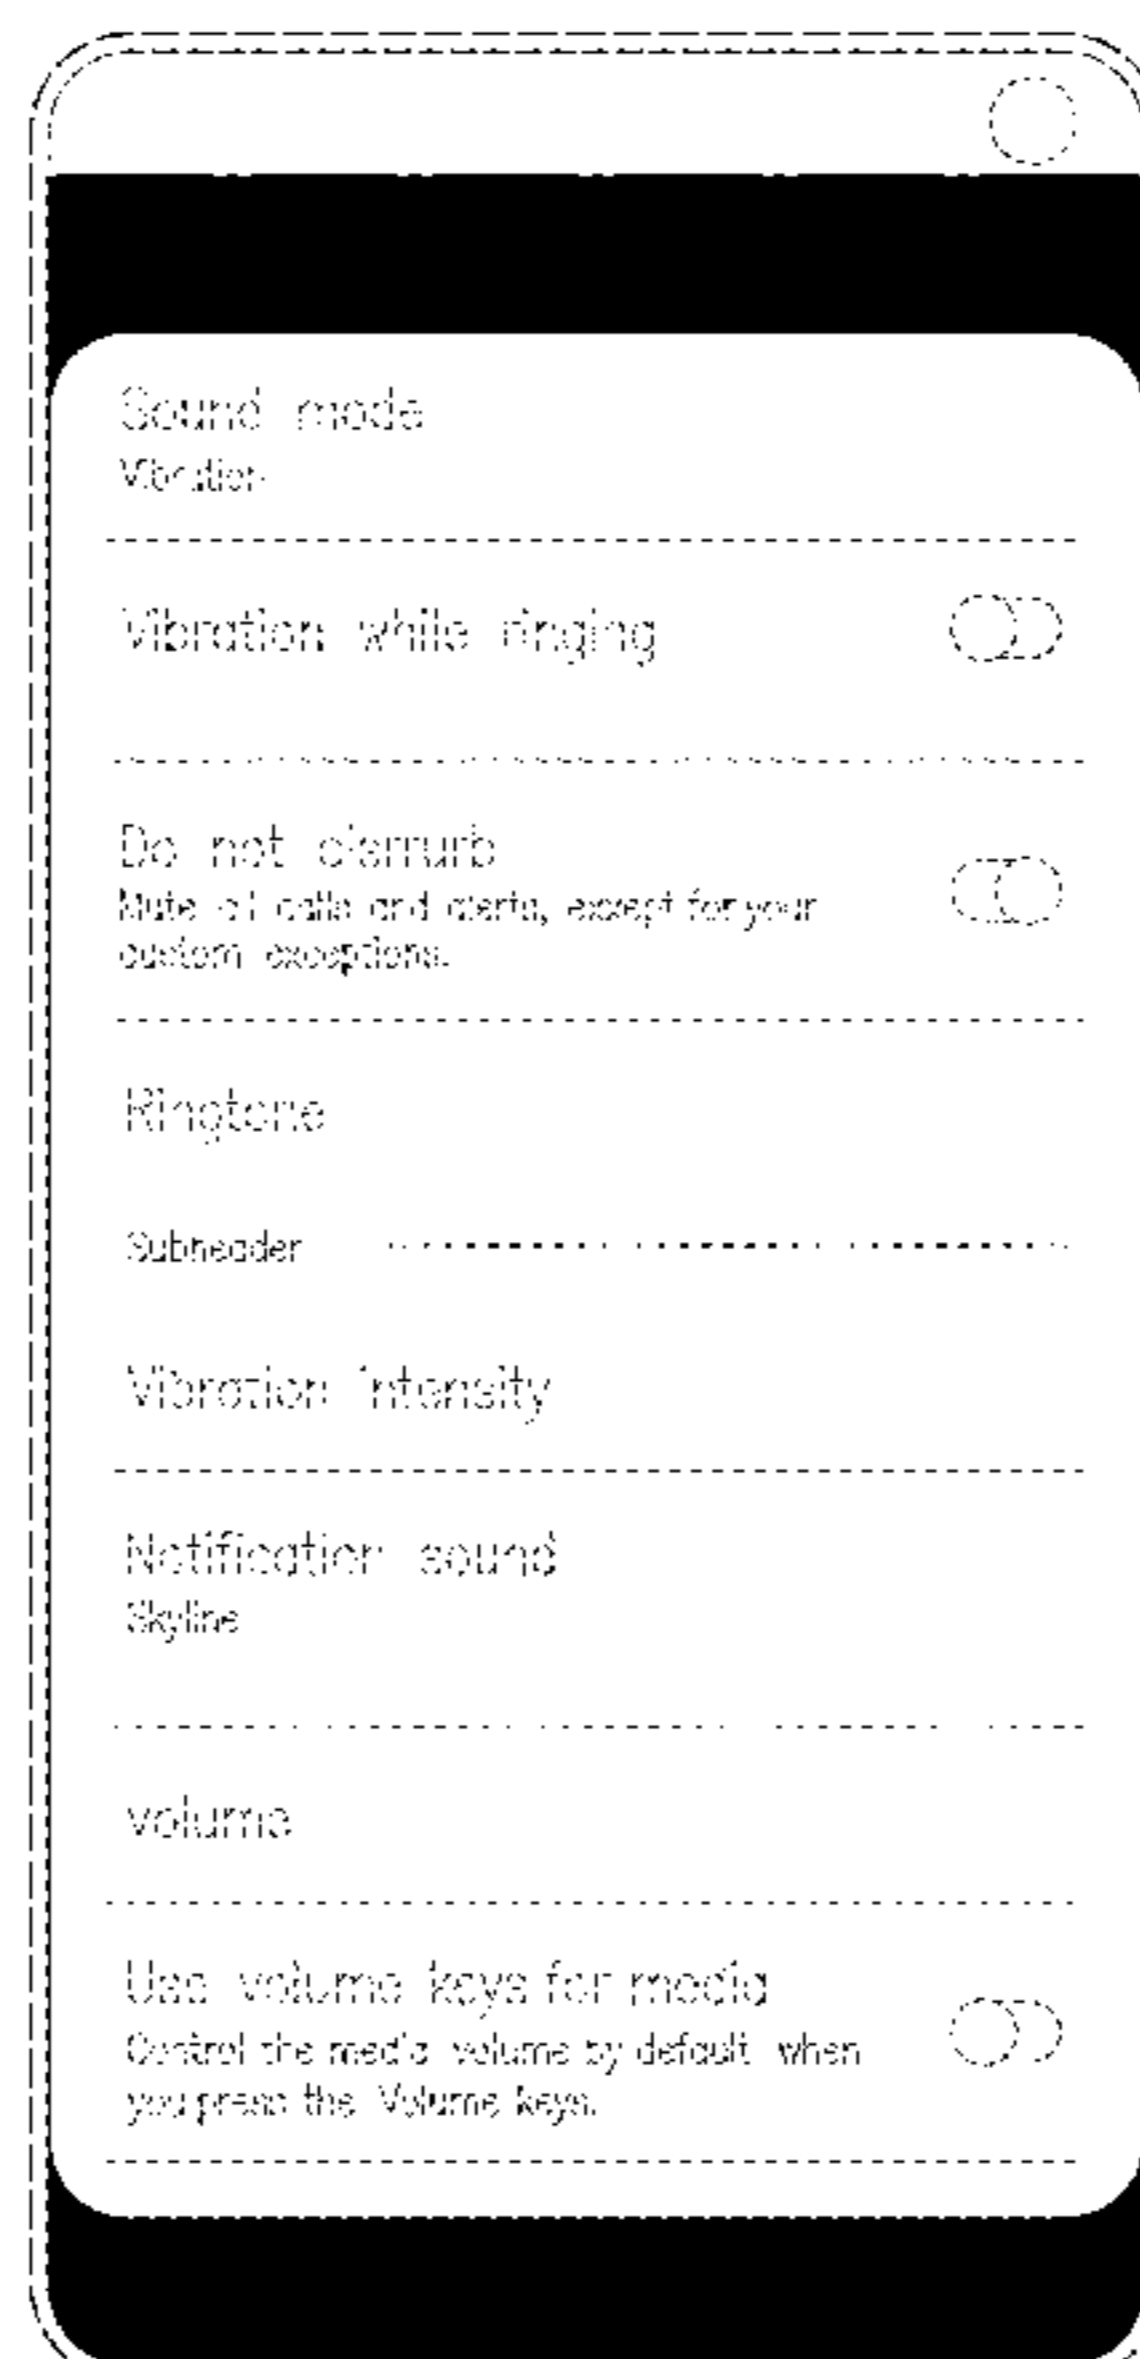 Sound mode
Vibration
Vibration while ringing
Do not disrrurb
Mute all calls and alerts, except for your
custom exceptions.
Ringtone
Subheader
Vibration intensity
Notification sound
Skyline
volume
Use volume keys for media
Control the media volume by default when
you press the Volume keys.